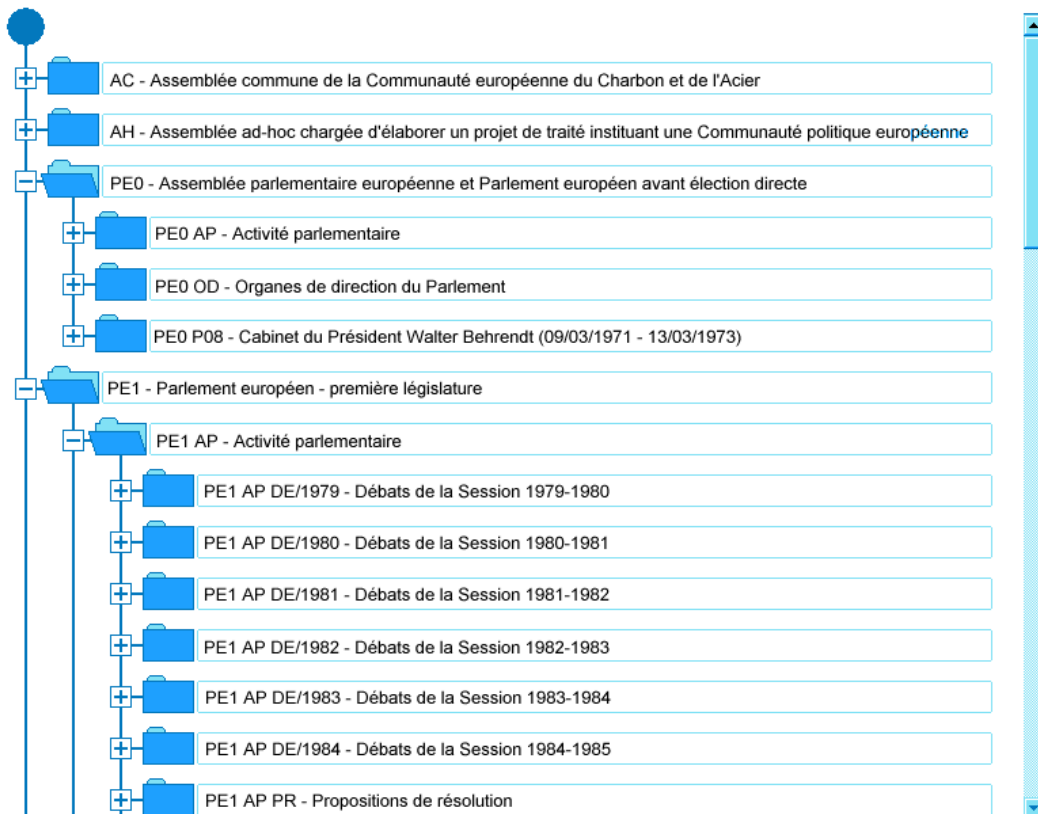 AC - Assemblée commune de la Communauté européenne du Charbon et de l'Acier
AH - Assemblée ad-hoc chargée d'élaborer un projet de traité instituant une Communauté politique européenne
PE0 - Assemblée parlementaire européenne et Parlement européen avant élection directe
PE0 AP - Activité parlementaire
PE0 OD - Organes de direction du Parlement
PE0 P08 - Cabinet du Président Walter Behrendt (09/03/1971 - 13/03/1973)
PE1 - Parlement européen - première législature
PE1 AP - Activité parlementaire
PE1 AP DE/1979 - Débats de la Session 1979-1980
PE1 AP DE/1980 - Débats de la Session 1980-1981
PE1 AP DE/1981 - Débats de la Session 1981-1982
PE1 AP DE/1982 - Débats de la Session 1982-1983
PE1 AP DE/1983 - Débats de la Session 1983-1984
PE1 AP DE/1984 - Débats de la Session 1984-1985
PE1 AP PR - Propositions de résolution